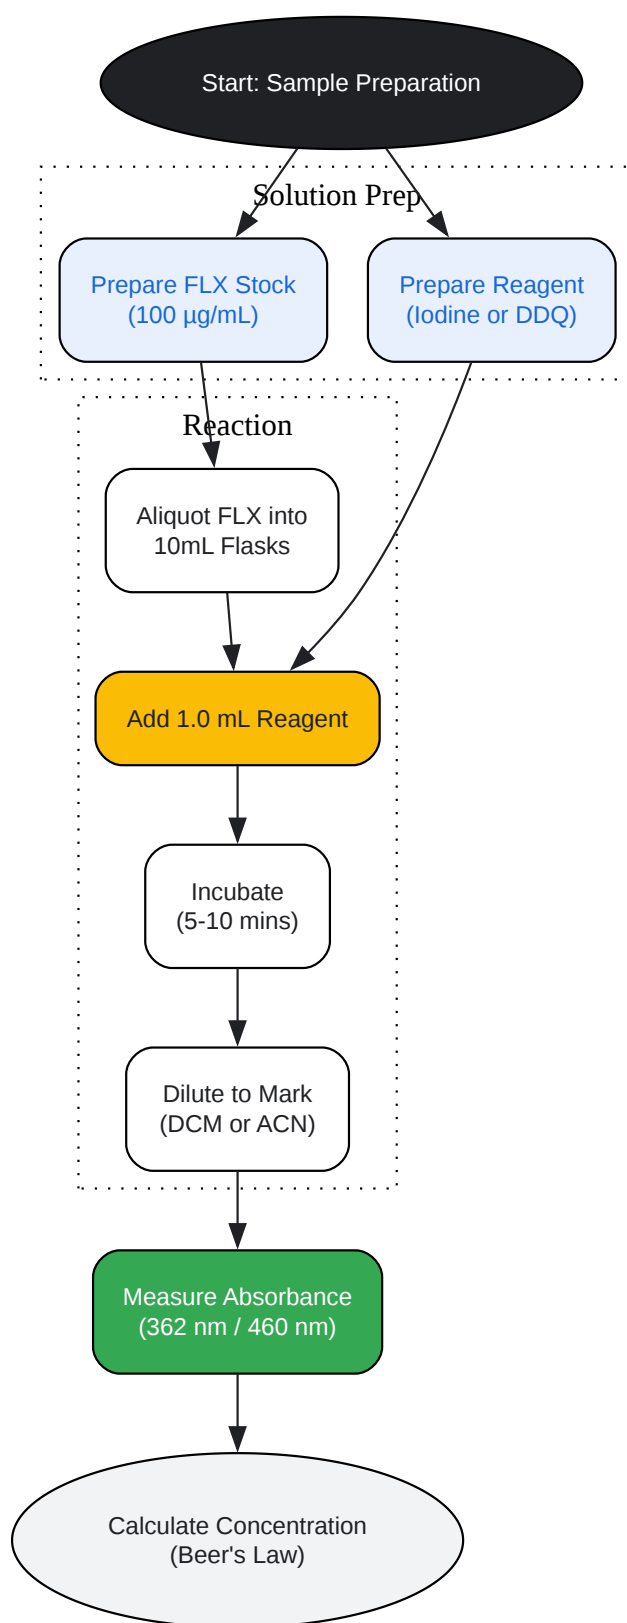 Start: Sample Preparation
Solution Prep
Prepare FLX Stock
(100 µg/mL)
Prepare Reagent
(Iodine or DDQ)
Reaction
Aliquot FLX into
10mL Flasks
Add 1.0 mL Reagent
Incubate
(5-10 mins)
Dilute to Mark
(DCM or ACN)
Measure Absorbance
(362 nm / 460 nm)
Calculate Concentration
(Beer's Law)